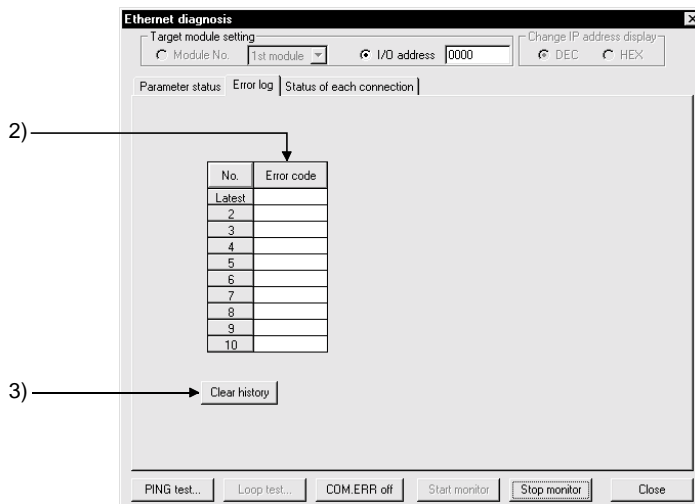 Ethernet diagnosis
Target module setting
Module No. 1st module I/O address 0000
Change IP address display
DEC HEX
Parameter status Error log Status of each connection
2)
No. Error code
Latest
2
3
4
5
6
7
8
9
10
3)
Clear history
PING test... Loop test... COM.ERR off Start monitor Stop monitor Close